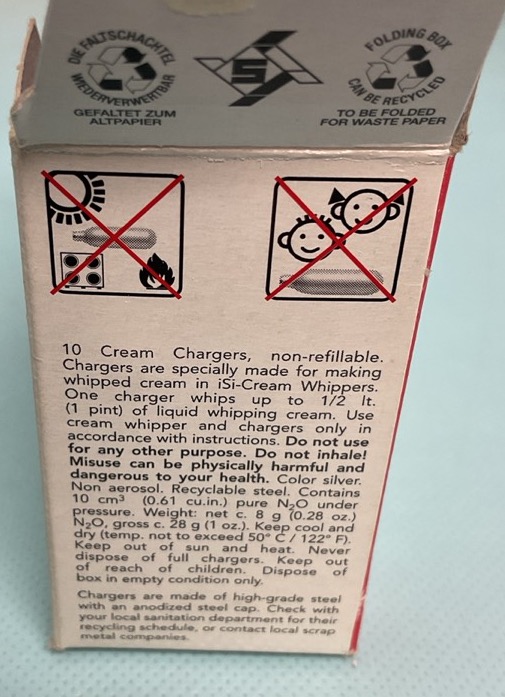 DIE FALTSCHACHTEL
WIEDERVERWERTBAR
GEFALTET ZUM
ALTPAPIER
S
FOLDING BOX
CAN BE RECYCLED
TO BE FOLDED
FOR WASTE PAPER
10 Cream Chargers, non-refillable.
Chargers are specially made for making
whipped cream in iSi-Cream Whippers.
One charger whips up to 1/2 lt.
(1 pint) of liquid whipping cream. Use
cream whipper and chargers only in
accordance with instructions. Do not use
for any other purpose. Do not inhale!
Misuse can be physically harmful and
dangerous to your health. Color silver.
Non aerosol. Recyclable steel. Contains
10 cm³ (0.61 cu.in.) pure N₂O under
pressure. Weight: net c. 8 g (0.28 oz.)
N₂O, gross c. 28 g (1 oz.). Keep cool and
dry (temp. not to exceed 50° C / 122° F).
Keep out of sun and heat. Never
dispose of full chargers. Keep out
of reach of children. Dispose of
box in empty condition only.
Chargers are made of high-grade steel
with an anodized steel cap. Check with
your local sanitation department for their
recycling schedule, or contact local scrap
metal companies.